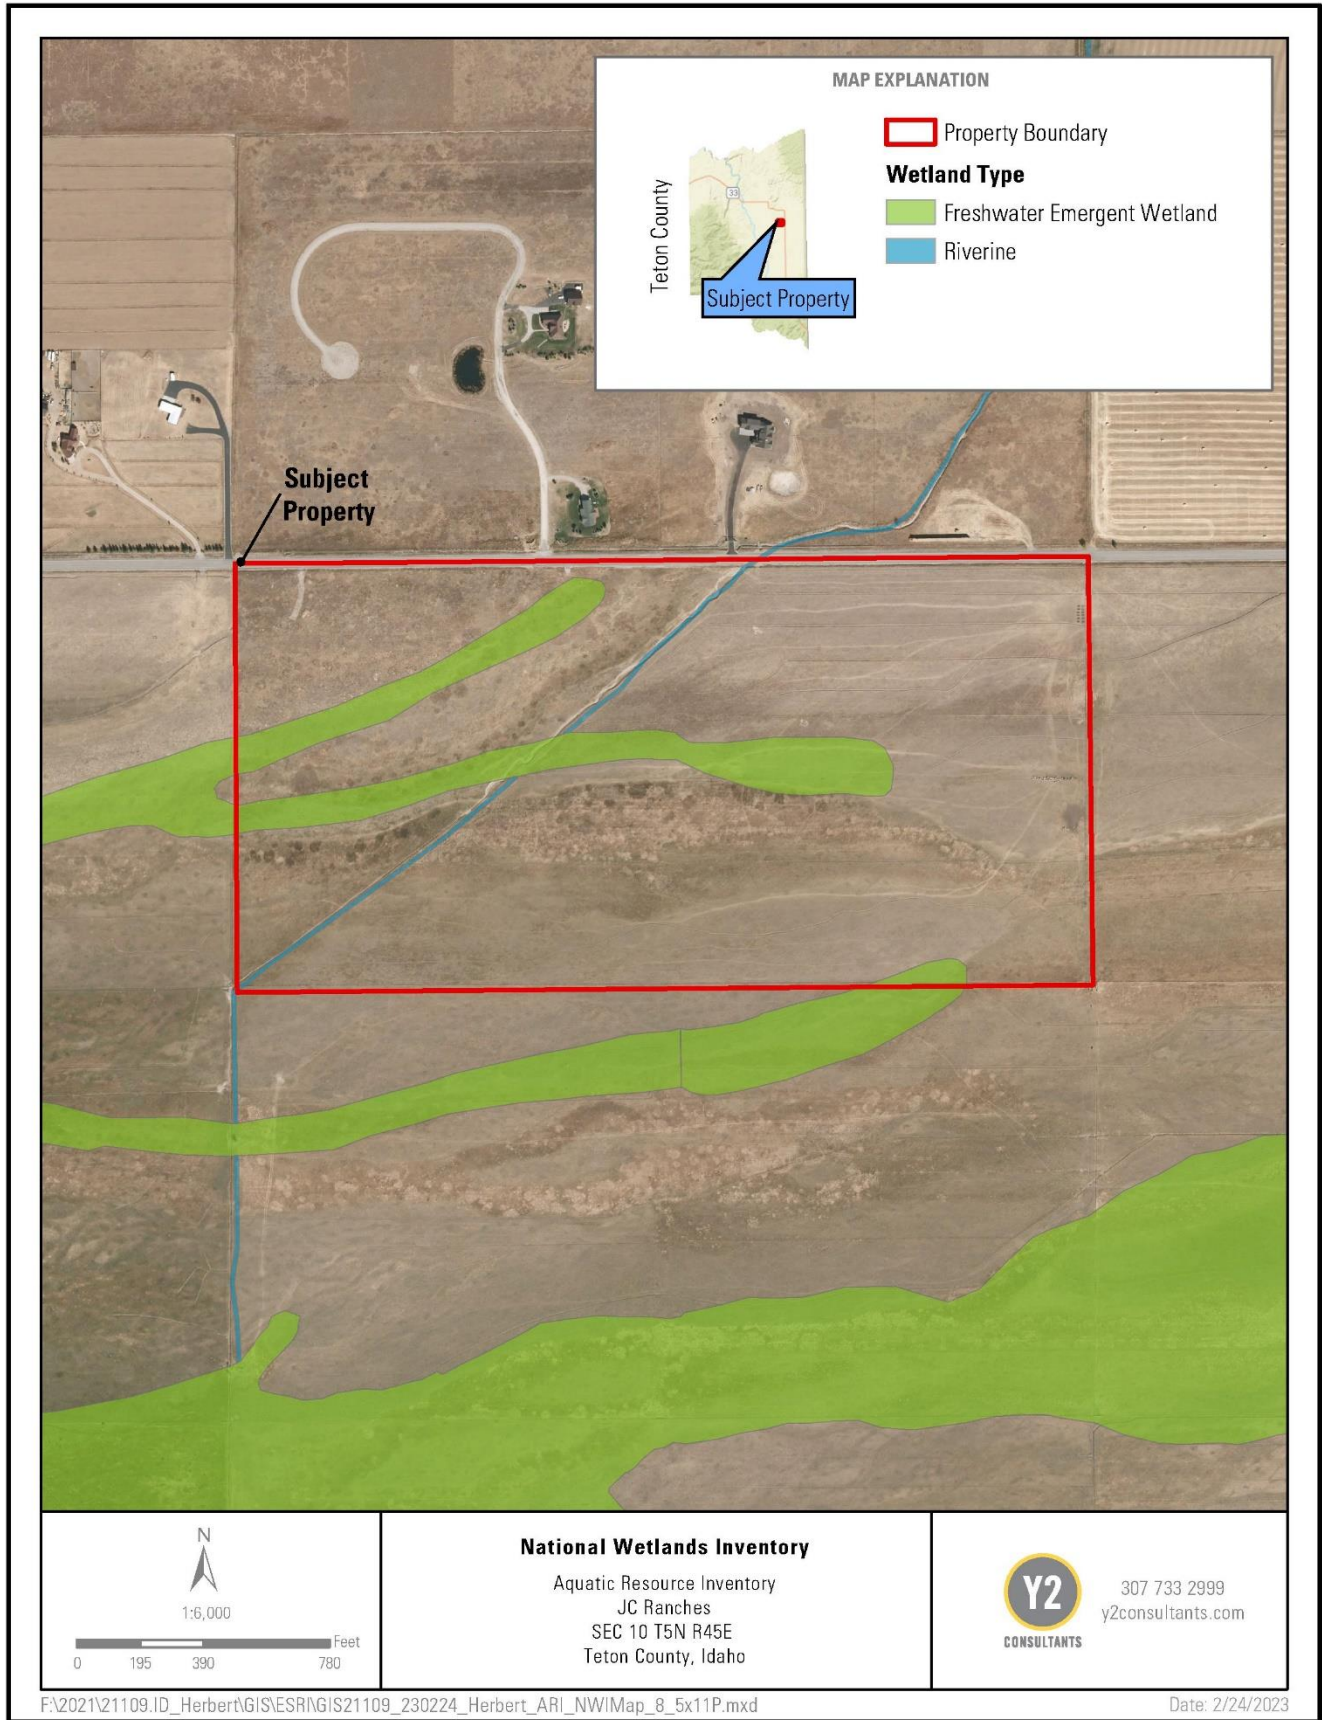 MAP EXPLANATION
Teton County
33
Subject Property
Property Boundary
Wetland Type
Freshwater Emergent Wetland
Riverine
Subject
Property
N
1:6,000
Feet
0 195 390 780
National Wetlands Inventory
Aquatic Resource Inventory
JC Ranches
SEC 10 T5N R45E
Teton County, Idaho
Y2
CONSULTANTS
307 733 2999
y2consultants.com
F:\2021\21109.ID_Herbert\GIS\ESRI\GIS21109_230224_Herbert_ARI_NWIMap_8_5x11P.mxd
Date: 2/24/2023